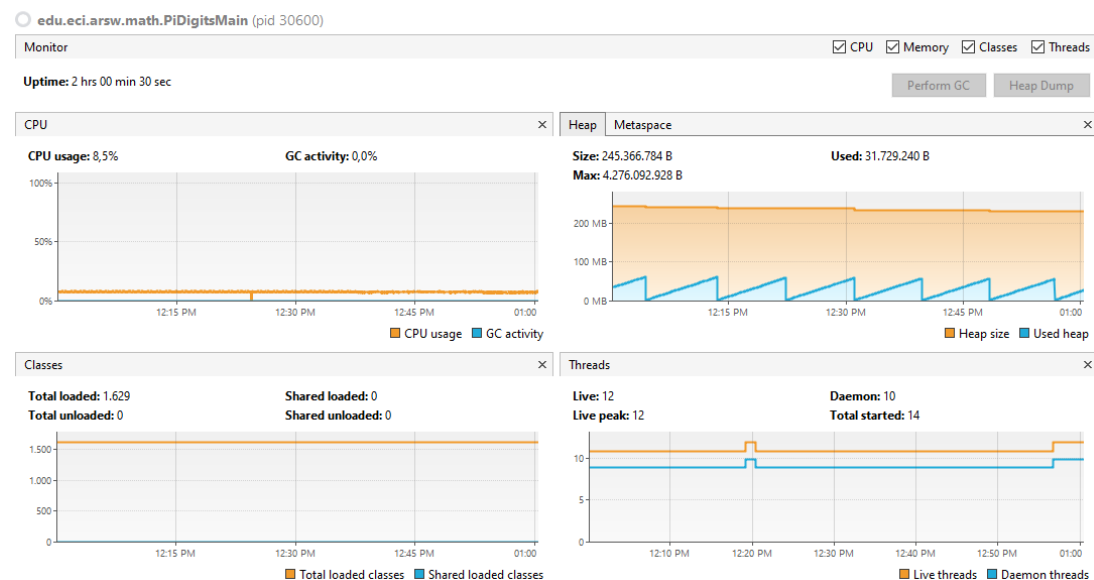 edu.eci.arsw.math.PiDigitsMain (pid 30600)
Monitor
CPU Memory Classes Threads
Uptime: 2 hrs 00 min 30 sec
Perform GC Heap Dump
CPU
CPU usage: 8,5% GC activity: 0,0%
100%
50%
0%
12:15 PM 12:30 PM 12:45 PM 01:00
CPU usage GC activity
Heap Metaspace
Size: 245.366.784 B Used: 31.729.240 B
Max: 4.276.092.928 B
200 MB
100 MB
0 MB
12:15 PM 12:30 PM 12:45 PM 01:00
Heap size Used heap
Classes
Total loaded: 1.629 Shared loaded: 0
Total unloaded: 0 Shared unloaded: 0
1.500
1.000
500
0
12:15 PM 12:30 PM 12:45 PM 01:00
Total loaded classes Shared loaded classes
Threads
Live: 12 Daemon: 10
Live peak: 12 Total started: 14
10
5
0
12:10 PM 12:20 PM 12:30 PM 12:40 PM 12:50 PM 01:00
Live threads Daemon threads